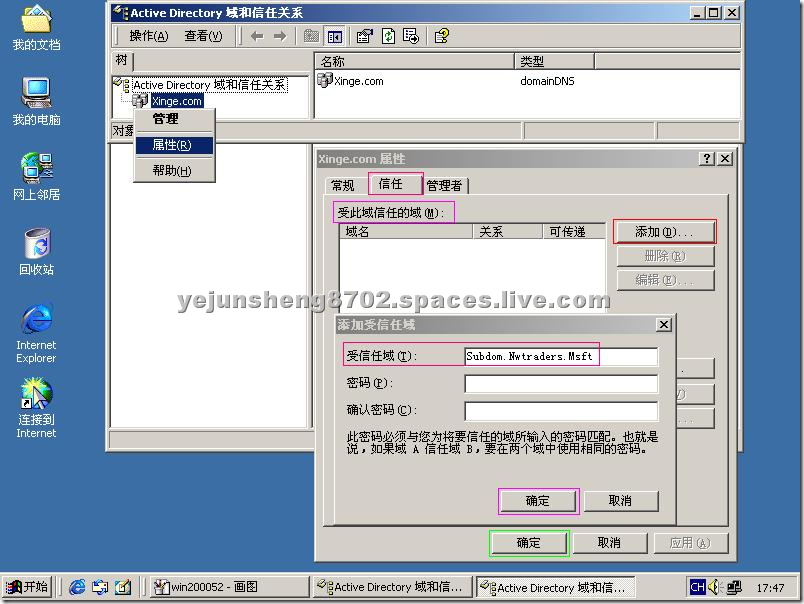 我的文档
我的电脑
网上邻居
回收站
Internet
Explorer
连接到
Internet
Active Directory 域和信任关系
操作(A) 查看(V)
树
Active Directory 域和信任关系
Xinge.com
名称 类型
Xinge.com domainDNS
管理
属性(R)
帮助(H)
对象
Xinge.com 属性
常规 信任 管理者
受此域信任的域(M):
域名 关系 可传递
添加(D)...
删除(R)
编辑(E)...
yejunsheng8702.spaces.live.com
添加受信任域
受信任域(T): Subdom.Nwtraders.Msft
密码(P):
确认密码(C):
此密码必须与您为将要信任的域所输入的密码匹配。也就是
说，如果域 A 信任域 B，要在两个域中使用相同的密码。
确定 取消
确定 取消 应用(A)
开始 win200052 - 画图 Active Directory 域和信... Active Directory 域和信... CH 17:47